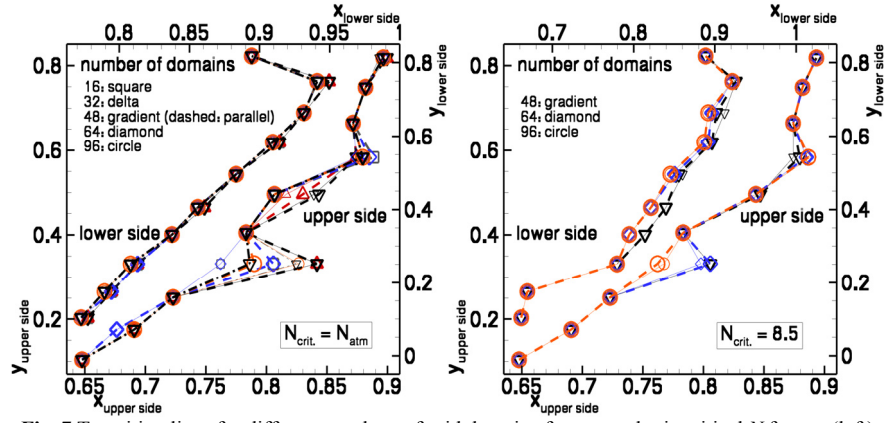 x lower side
0.8 0.85 0.9 0.95 1
0.8
0.6
0.4
0.2
y upper side
number of domains
16: square
32: delta
48: gradient (dashed: parallel)
64: diamond
96: circle
lower side
upper side
N crit. = N atm
y lower side
0.8
0.6
0.4
0.2
0
0.65 0.7 0.75 0.8 0.85 0.9
x upper side
x lower side
0.7 0.8 0.9 1
0.8
0.6
0.4
0.2
y upper side
number of domains
48: gradient
64: diamond
96: circle
lower side
upper side
N crit. = 8.5
y lower side
0.8
0.6
0.4
0.2
0
0.65 0.7 0.75 0.8 0.85 0.9
x upper side